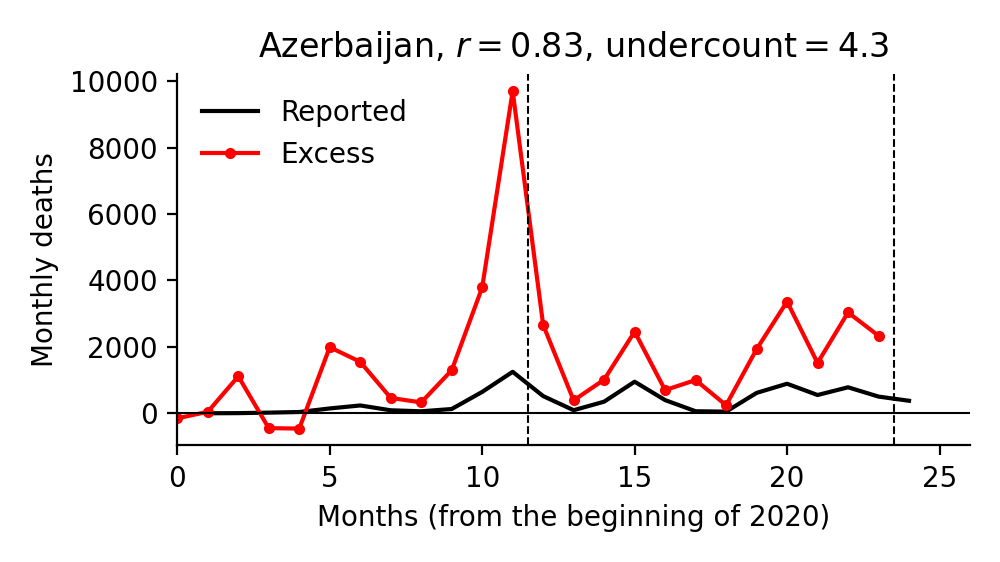 Azerbaijan, r = 0.83, undercount = 4.3
Reported
Excess
Monthly deaths
10000
8000
6000
4000
2000
0
0 5 10 15 20 25
Months (from the beginning of 2020)